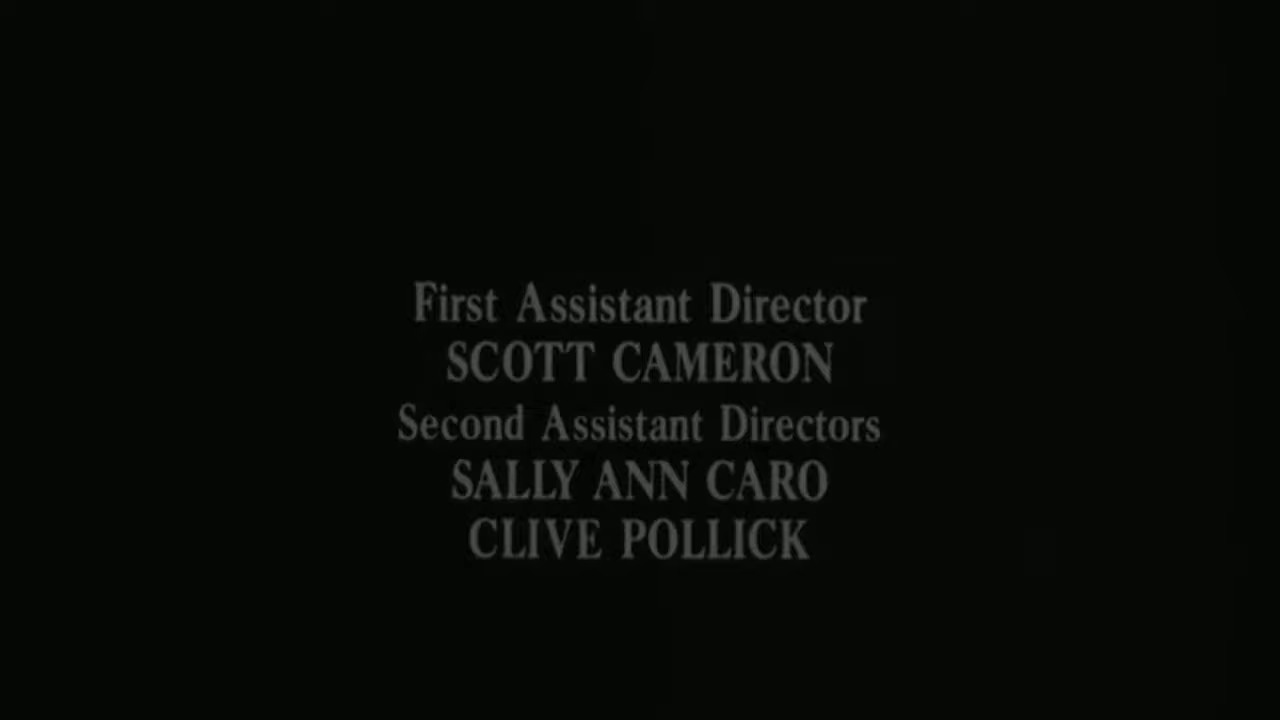 First Assistant Director
SCOTT CAMERON
Second Assistant Directors
SALLY ANN CARO
CLIVE POLLICK